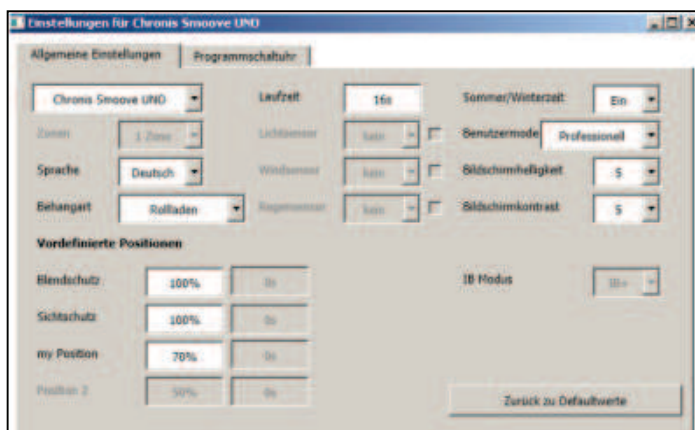 Einstellungen für Chronis Smoove UNO
Allgemeine Einstellungen Programmschaltuhr
Chronis Smoove UNO Laufzeit 16s Sommer/Winterzeit Ein
Zonen 1 Zone Lichtsensor kein Benutzermode Professionell
Sprache Deutsch Windsensor kein Bildschirmhelligkeit 5
Behangart Rollladen Regensensor kein Bildschirmkontrast 5
Vordefinierte Positionen
Blendschutz 100% 0s IB Modus IB+
Sichtschutz 100% 0s
my Position 70% 0s
Position 2 50% 0s
Zurück zu Defaultwerte